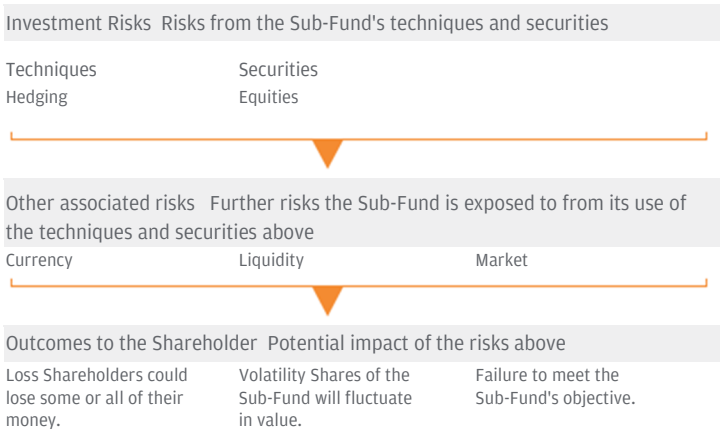 Investment Risks Risks from the Sub-Fund's techniques and securities
Techniques Securities
Hedging Equities
Other associated risks Further risks the Sub-Fund is exposed to from its use of
the techniques and securities above
Currency Liquidity Market
Outcomes to the Shareholder Potential impact of the risks above
Loss Shareholders could
lose some or all of their
money.
Volatility Shares of the
Sub-Fund will fluctuate
in value.
Failure to meet the
Sub-Fund's objective.